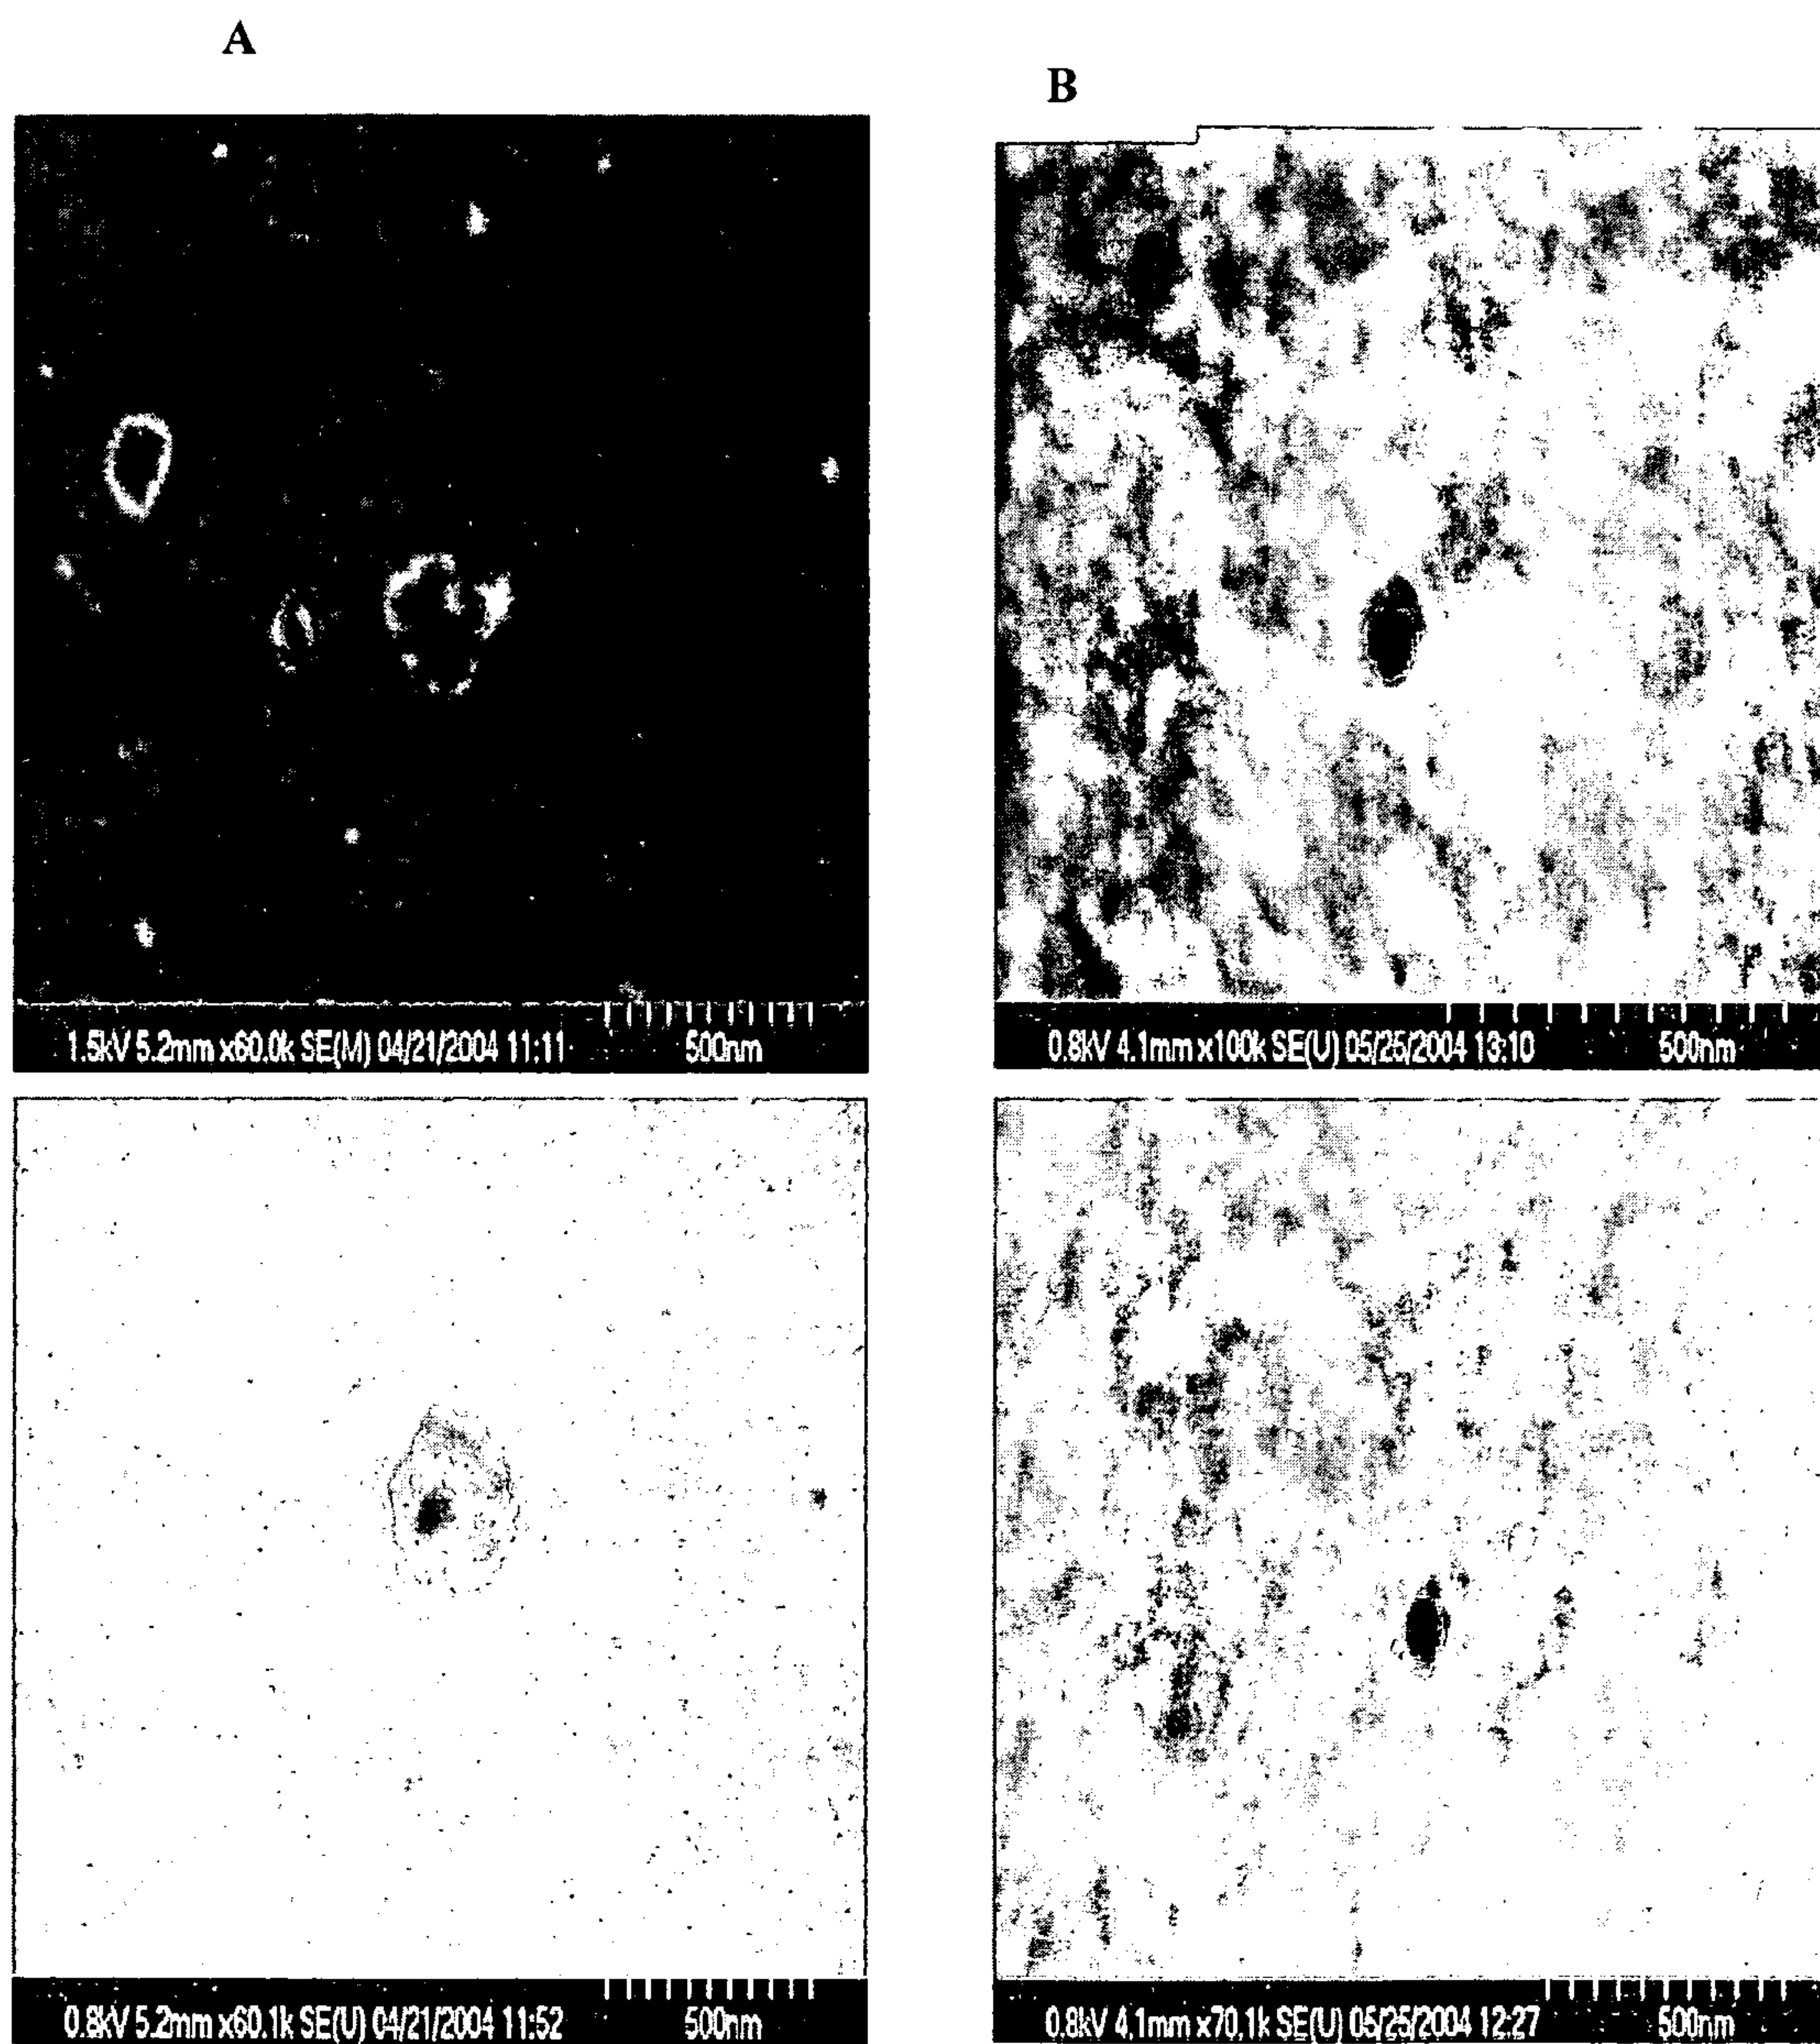 A
B
1.5kV 5.2mm x60.0k SE(M) 04/21/2004 11:11 500nm
0.8kV 4.1mm x100k SE(U) 05/25/2004 13:10 500nm
0.8kV 5.2mm x60.1k SE(U) 04/21/2004 11:52 500nm
0.8kV 4.1mm x70.1k SE(U) 05/25/2004 12:27 500nm